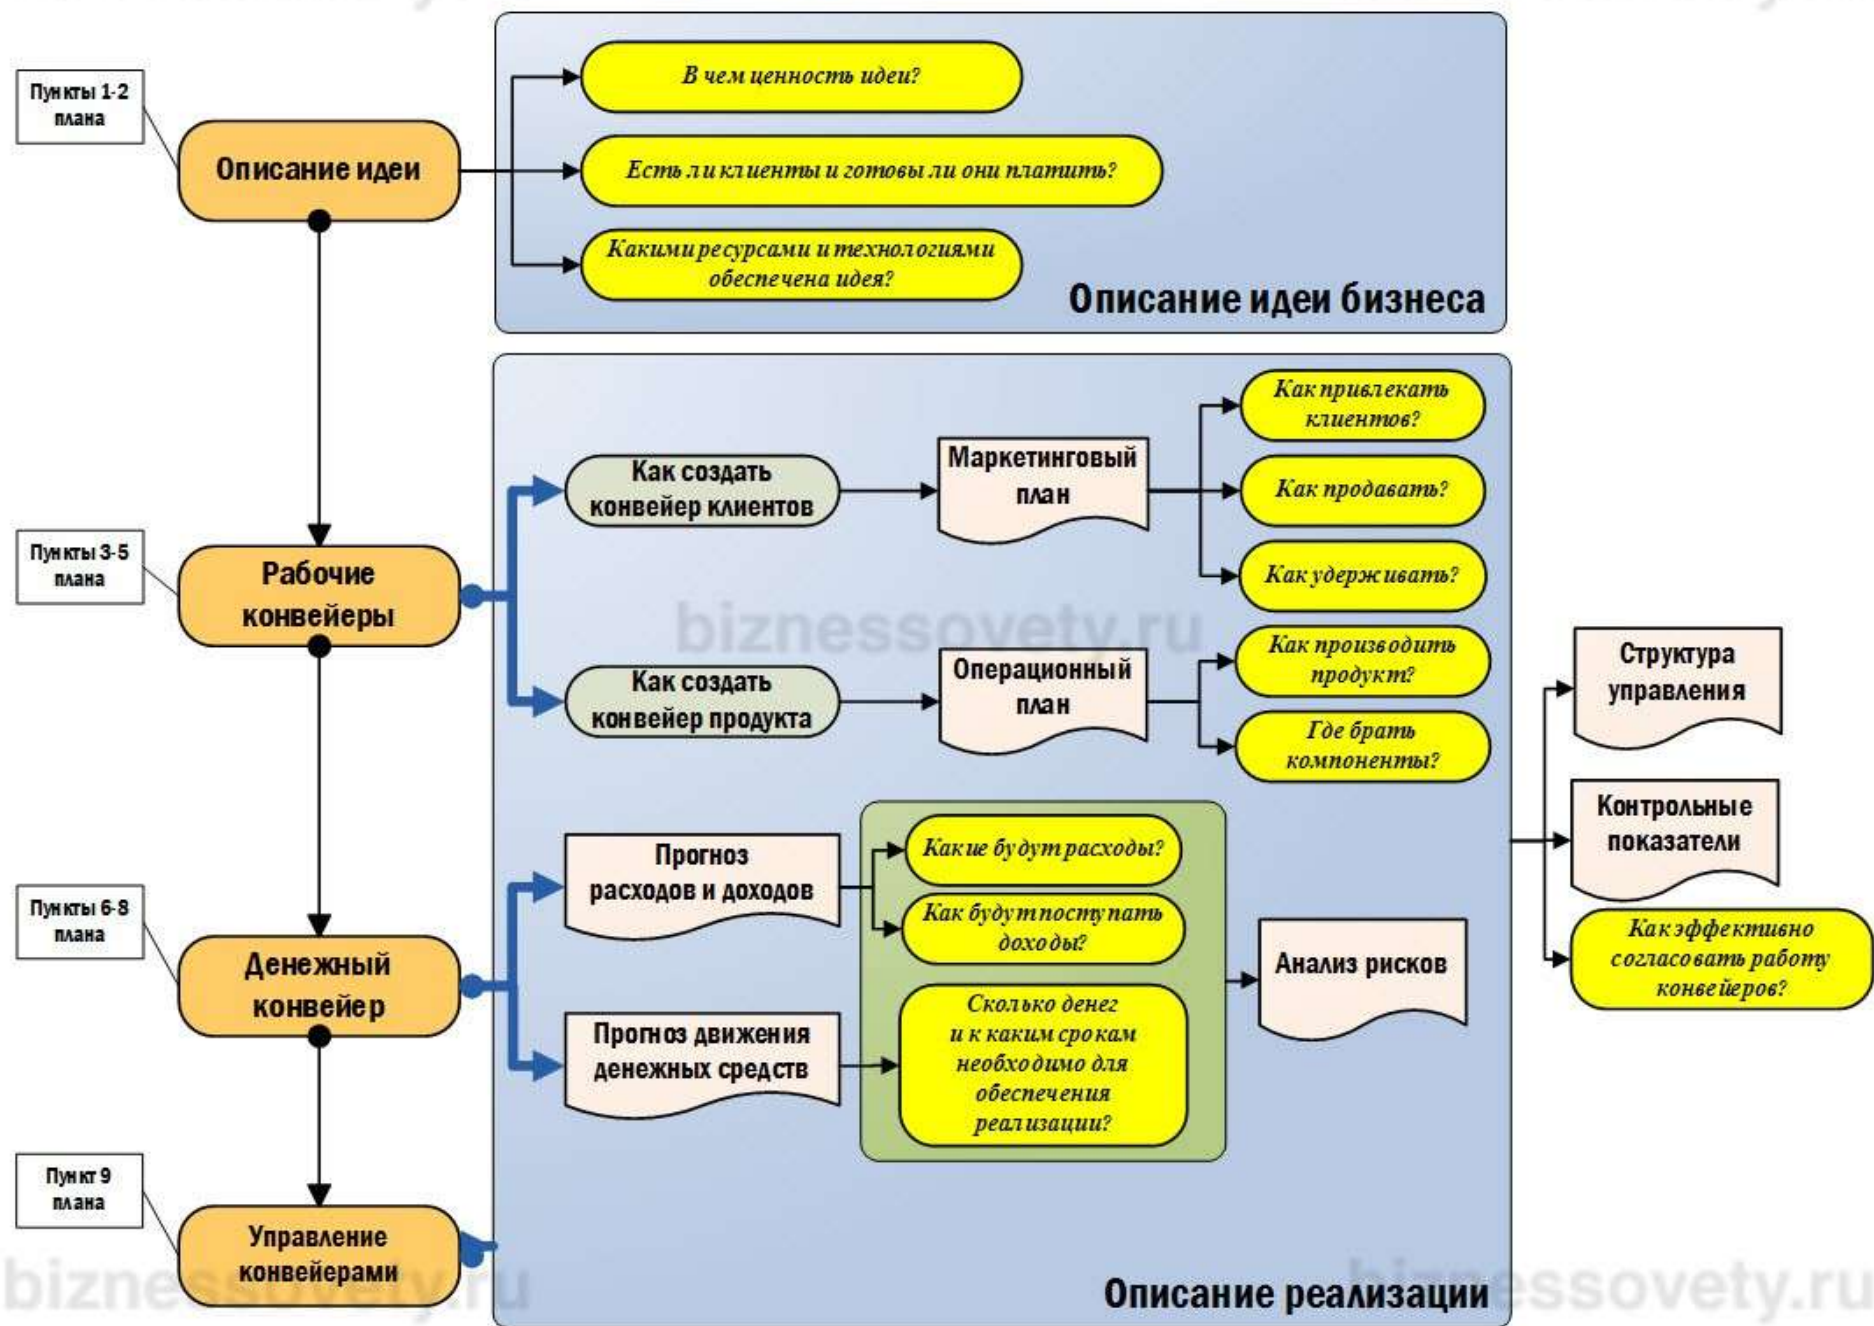 Пункты 1-2
плана
Описание идеи
В чем ценность идеи?
Есть ли клиенты и готовы ли они платить?
Какими ресурсами и технологиями
обеспечена идея?
Описание идеи бизнеса
Пункты 3-5
плана
Рабочие
конвейеры
Как создать
конвейер клиентов
Маркетинговый
план
Как привлекать
клиентов?
Как продавать?
Как удерживать?
biznessovety.ru
Как создать
конвейер продукта
Операционный
план
Как производить
продукт?
Где брать
компоненты?
Структура
управления
Контрольные
показатели
Как эффективно
согласовать работу
конвейеров?
Пункты 6-8
плана
Денежный
конвейер
Прогноз
расходов и доходов
Какие будут расходы?
Как будут поступать
доходы?
Прогноз движения
денежных средств
Сколько денег
и к каким срокам
необходимо для
обеспечения
реализации?
Анализ рисков
Пункт 9
плана
Управление
конвейерами
Описание реализации
biznessovety.ru
biznessovety.ru